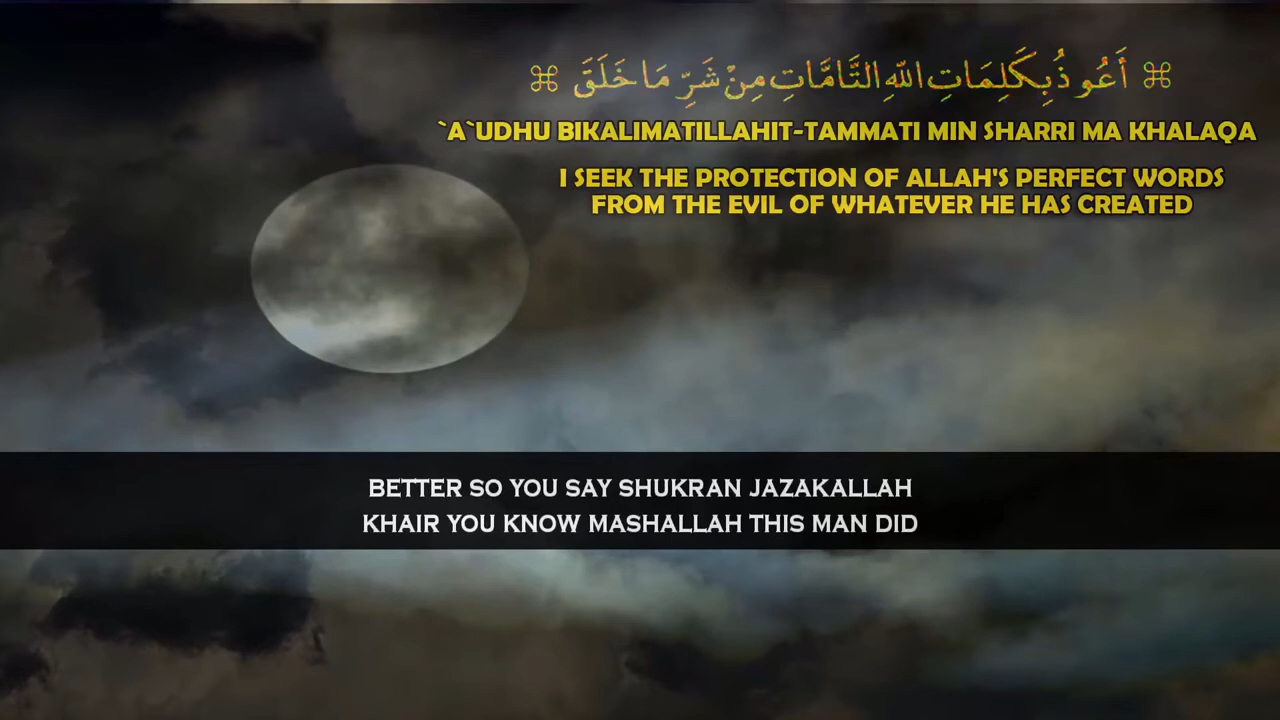 ⌘ أَعُوذُ بِكَلِمَاتِ اللّٰهِ التَّامَّاتِ مِنْ شَرِّ مَا خَلَقَ ⌘
`A`UDHU BIKALIMATILLAHIT-TAMMATI MIN SHARRI MA KHALAQA
I SEEK THE PROTECTION OF ALLAH'S PERFECT WORDS
FROM THE EVIL OF WHATEVER HE HAS CREATED
BETTER SO YOU SAY SHUKRAN JAZAKALLAH
KHAIR YOU KNOW MASHALLAH THIS MAN DID